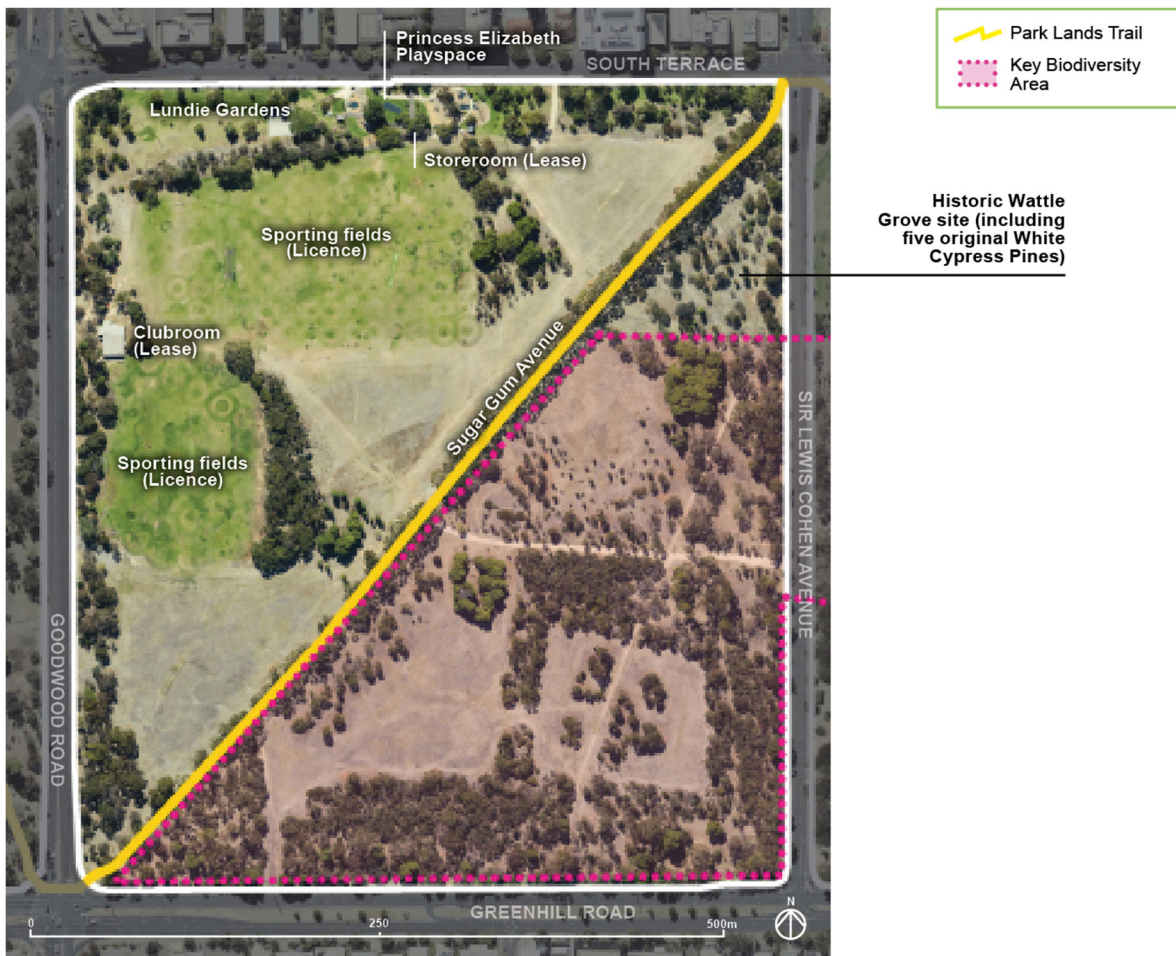 Princess Elizabeth
Playspace
SOUTH TERRACE
Park Lands Trail
Key Biodiversity
Area
Lundie Gardens
Storeroom (Lease)
Historic Wattle
Grove site (including
five original White
Cypress Pines)
Sporting fields
(Licence)
Clubroom
(Lease)
Sugar Gum Avenue
SIR LEWIS COHEN AVENUE
Sporting fields
(Licence)
GOODWOOD ROAD
GREENHILL ROAD
0
250
500m
N